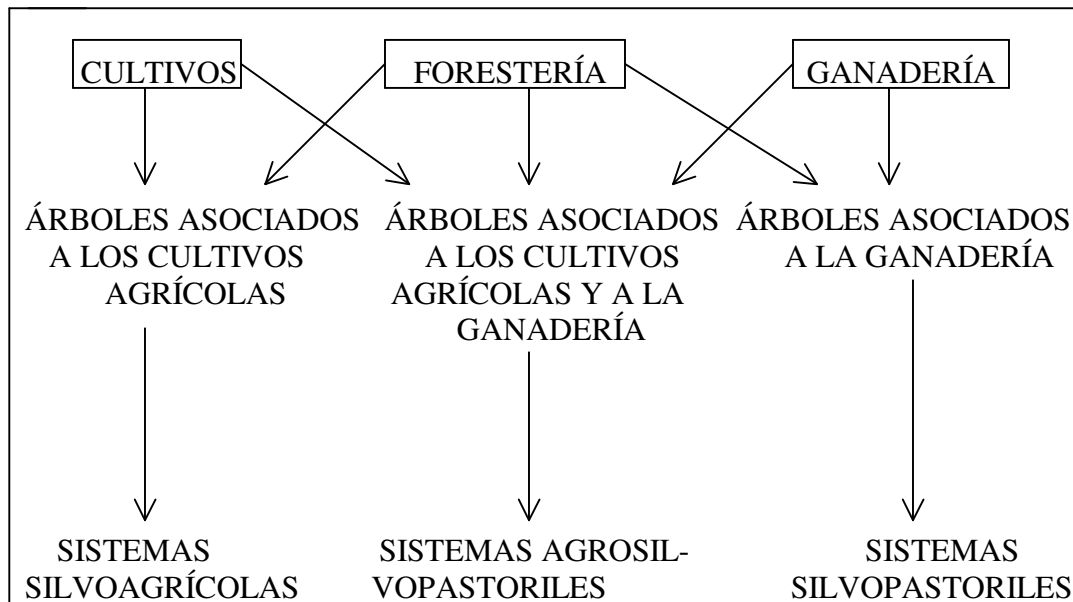 CULTIVOS
FORESTERÍA
GANADERÍA
ÁRBOLES ASOCIADOS
A LOS CULTIVOS
AGRÍCOLAS
ÁRBOLES ASOCIADOS
A LOS CULTIVOS
AGRÍCOLAS Y A LA
GANADERÍA
ÁRBOLES ASOCIADOS
A LA GANADERÍA
SISTEMAS
SILVOAGRÍCOLAS
SISTEMAS AGROSIL-
VOPASTORILES
SISTEMAS
SILVOPASTORILES